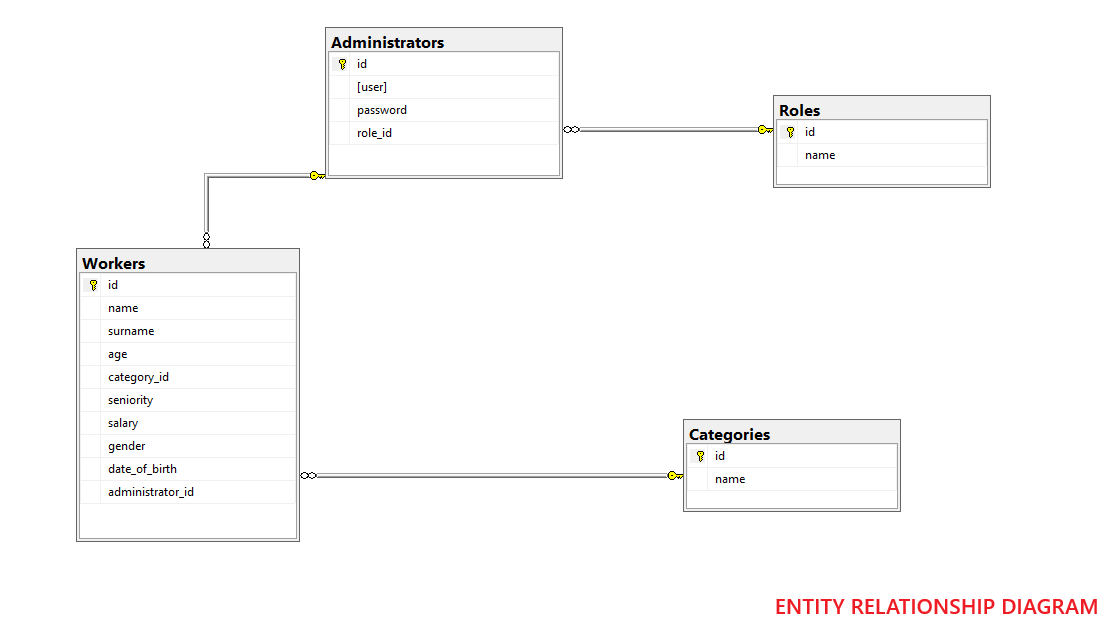 Administrators
id
[user]
password
role_id
Roles
id
name
Workers
id
name
surname
age
category_id
seniority
salary
gender
date_of_birth
administrator_id
Categories
id
name
ENTITY RELATIONSHIP DIAGRAM